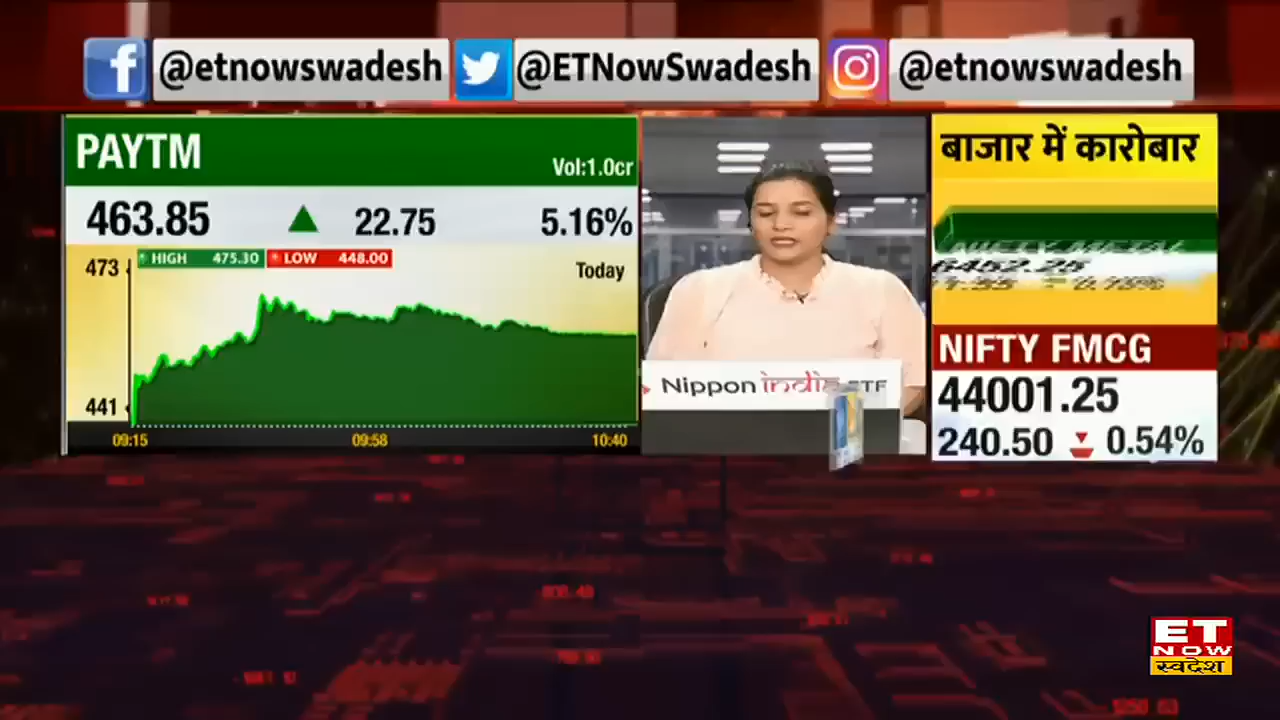 @etnowswadesh
@ETNowSwadesh
@etnowswadesh
PAYTM
Vol:1.0cr
463.85 ▲ 22.75 5.16%
HIGH 475.30 LOW 448.00
Today
473
441
09:15 09:58 10:40
Nippon india ETF
बाजार में कारोबार
NIFTY FMCG
44001.25
240.50 ▼ 0.54%
ET
NOW
स्वदेश